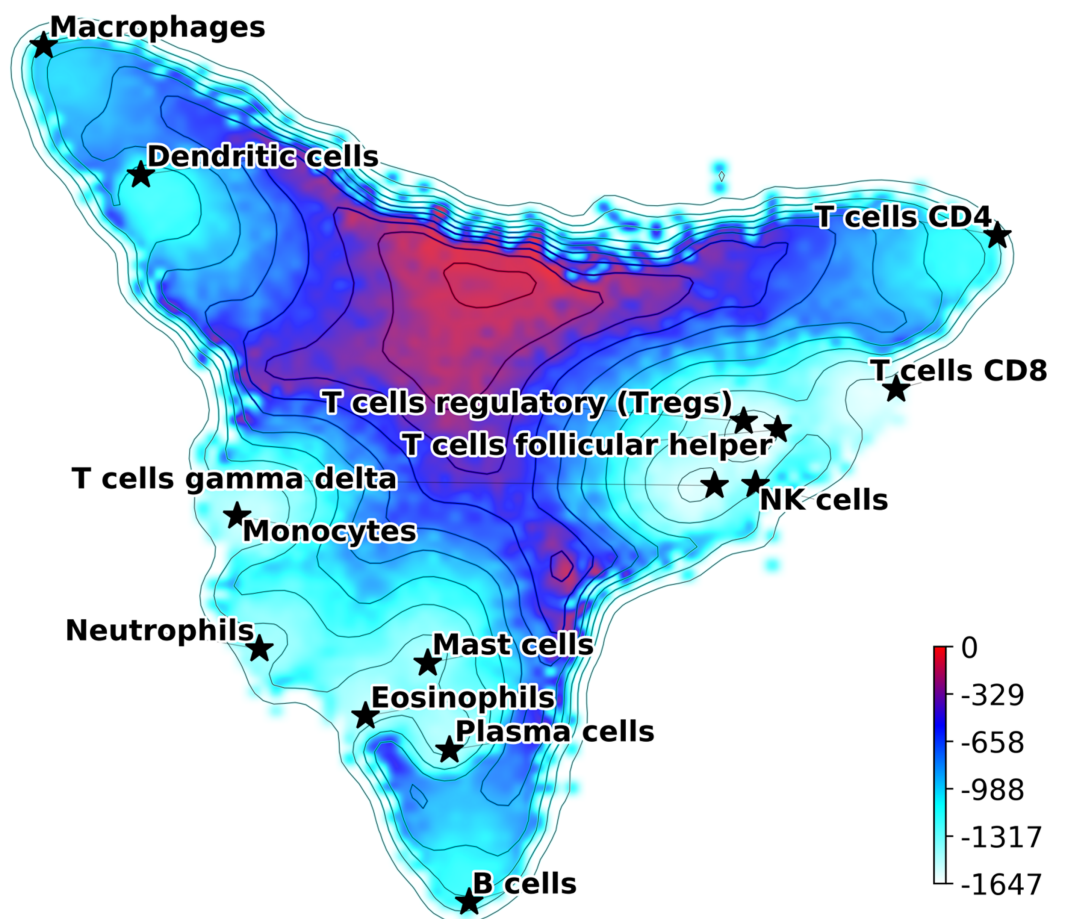 Macrophages
Dendritic cells
T cells CD4
T cells CD8
T cells regulatory (Tregs)
T cells follicular helper
T cells gamma delta
NK cells
Monocytes
Neutrophils
Mast cells
Eosinophils
Plasma cells
B cells
0
-329
-658
-988
-1317
-1647